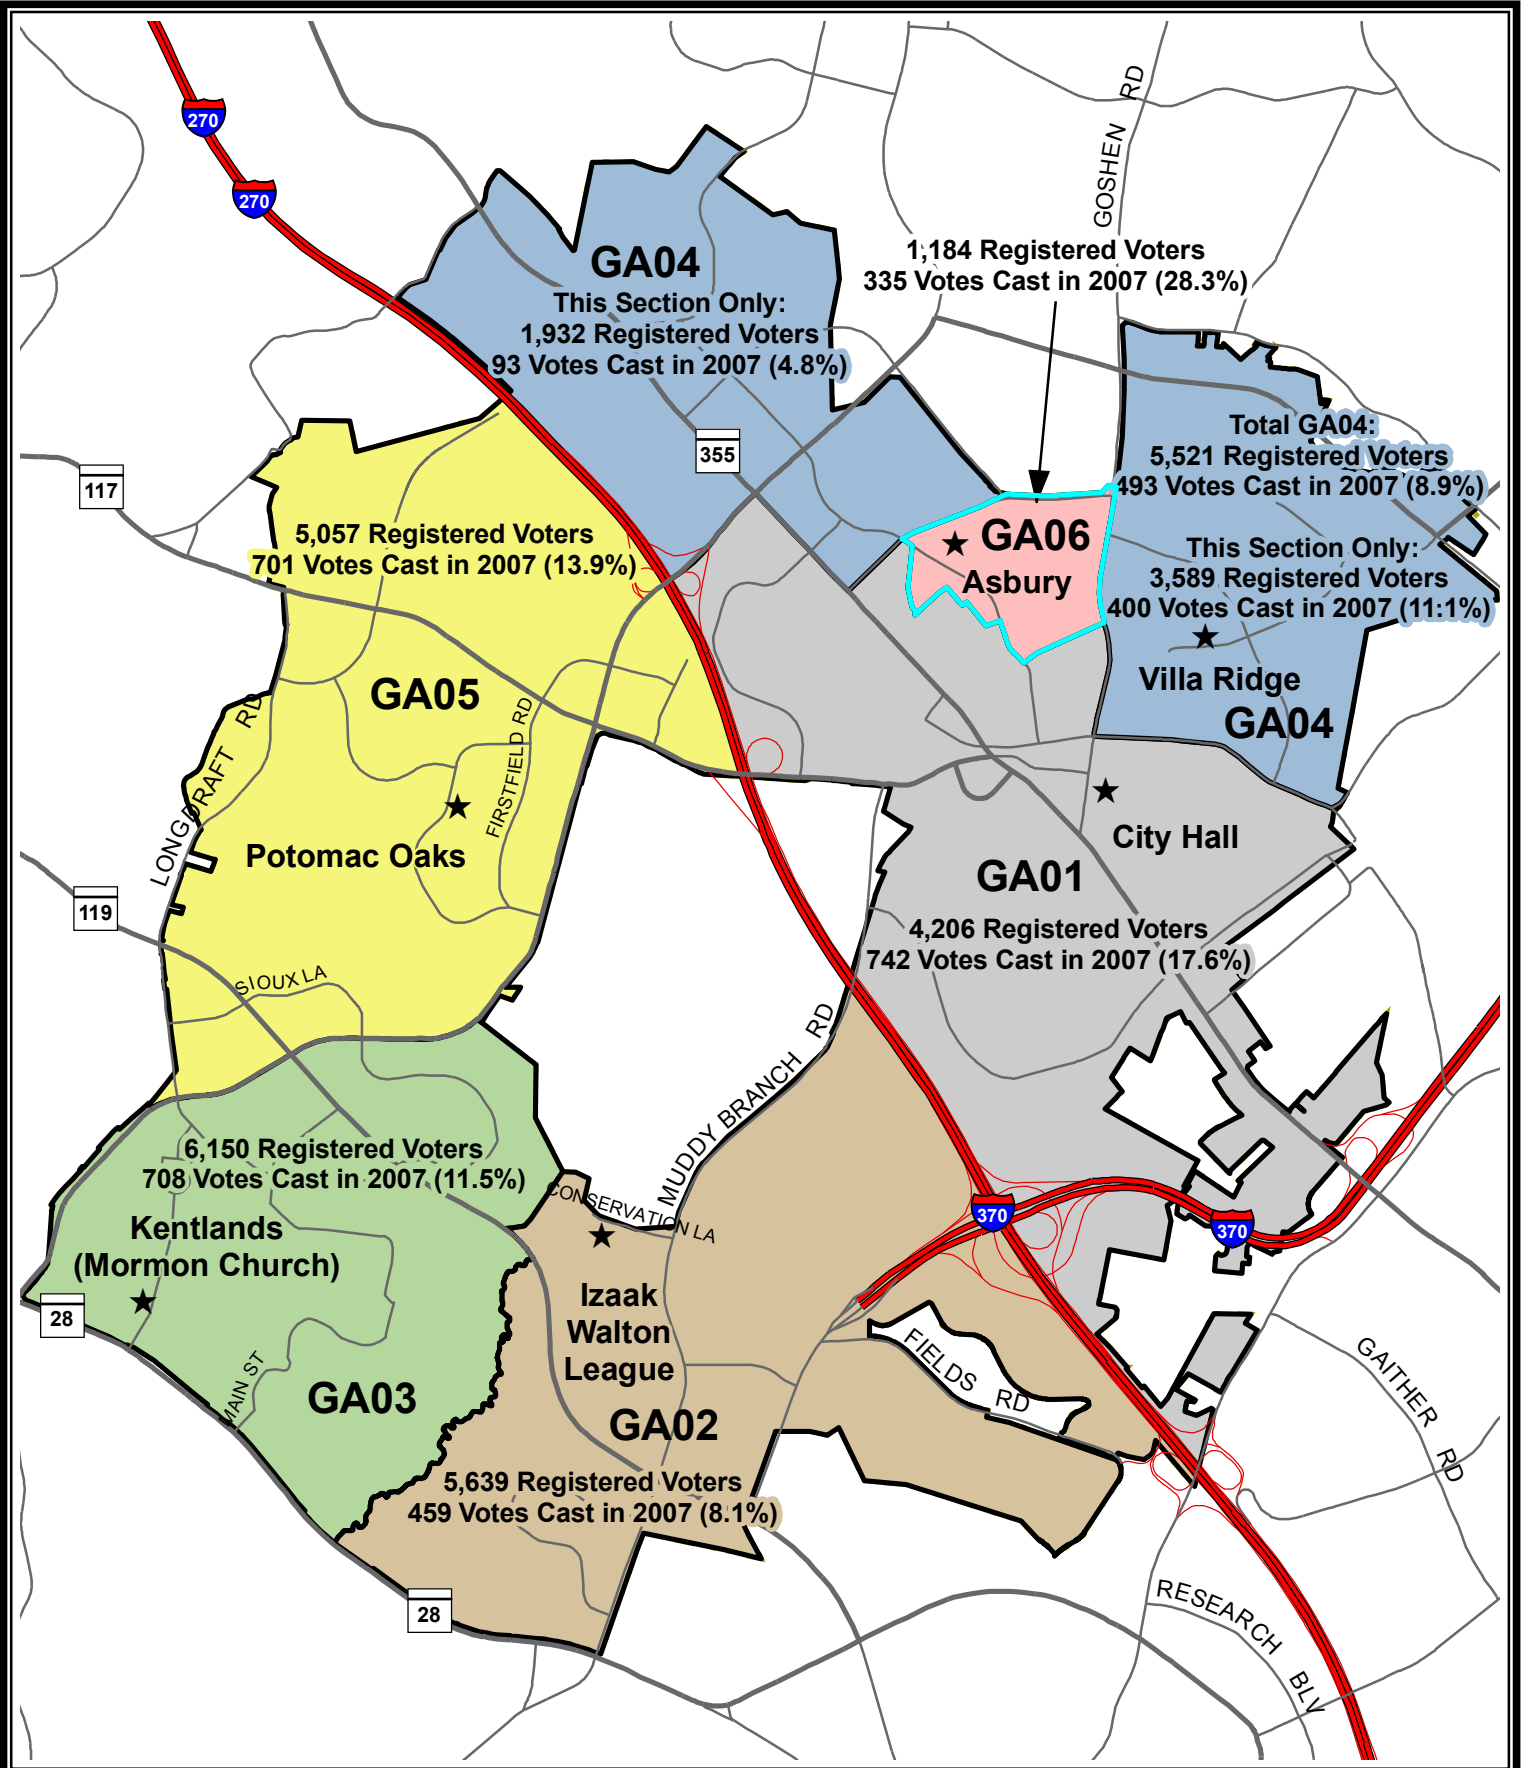 270
270
GOSHEN RD
1,184 Registered Voters
335 Votes Cast in 2007 (28.3%)
GA04
This Section Only:
1,932 Registered Voters
93 Votes Cast in 2007 (4.8%)
355
Total GA04:
5,521 Registered Voters
493 Votes Cast in 2007 (8.9%)
117
5,057 Registered Voters
701 Votes Cast in 2007 (13.9%)
GA06
Asbury
This Section Only:
3,589 Registered Voters
400 Votes Cast in 2007 (11:1%)
Villa Ridge
GA04
GA05
LONGDRAFT RD
FIRSTFIELD RD
Potomac Oaks
City Hall
GA01
4,206 Registered Voters
742 Votes Cast in 2007 (17.6%)
119
SIOUX LA
MUDDY BRANCH RD
6,150 Registered Voters
708 Votes Cast in 2007 (11.5%)
CONSERVATION LA
Kentlands
(Mormon Church)
370
370
28
Izaak
Walton
League
FIELDS RD
GAITHER RD
MAIN ST
GA03
GA02
5,639 Registered Voters
459 Votes Cast in 2007 (8.1%)
28
RESEARCH BLV